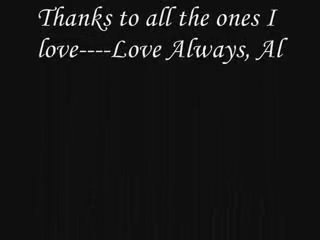 Thanks to all the ones I
love----Love Always, Al